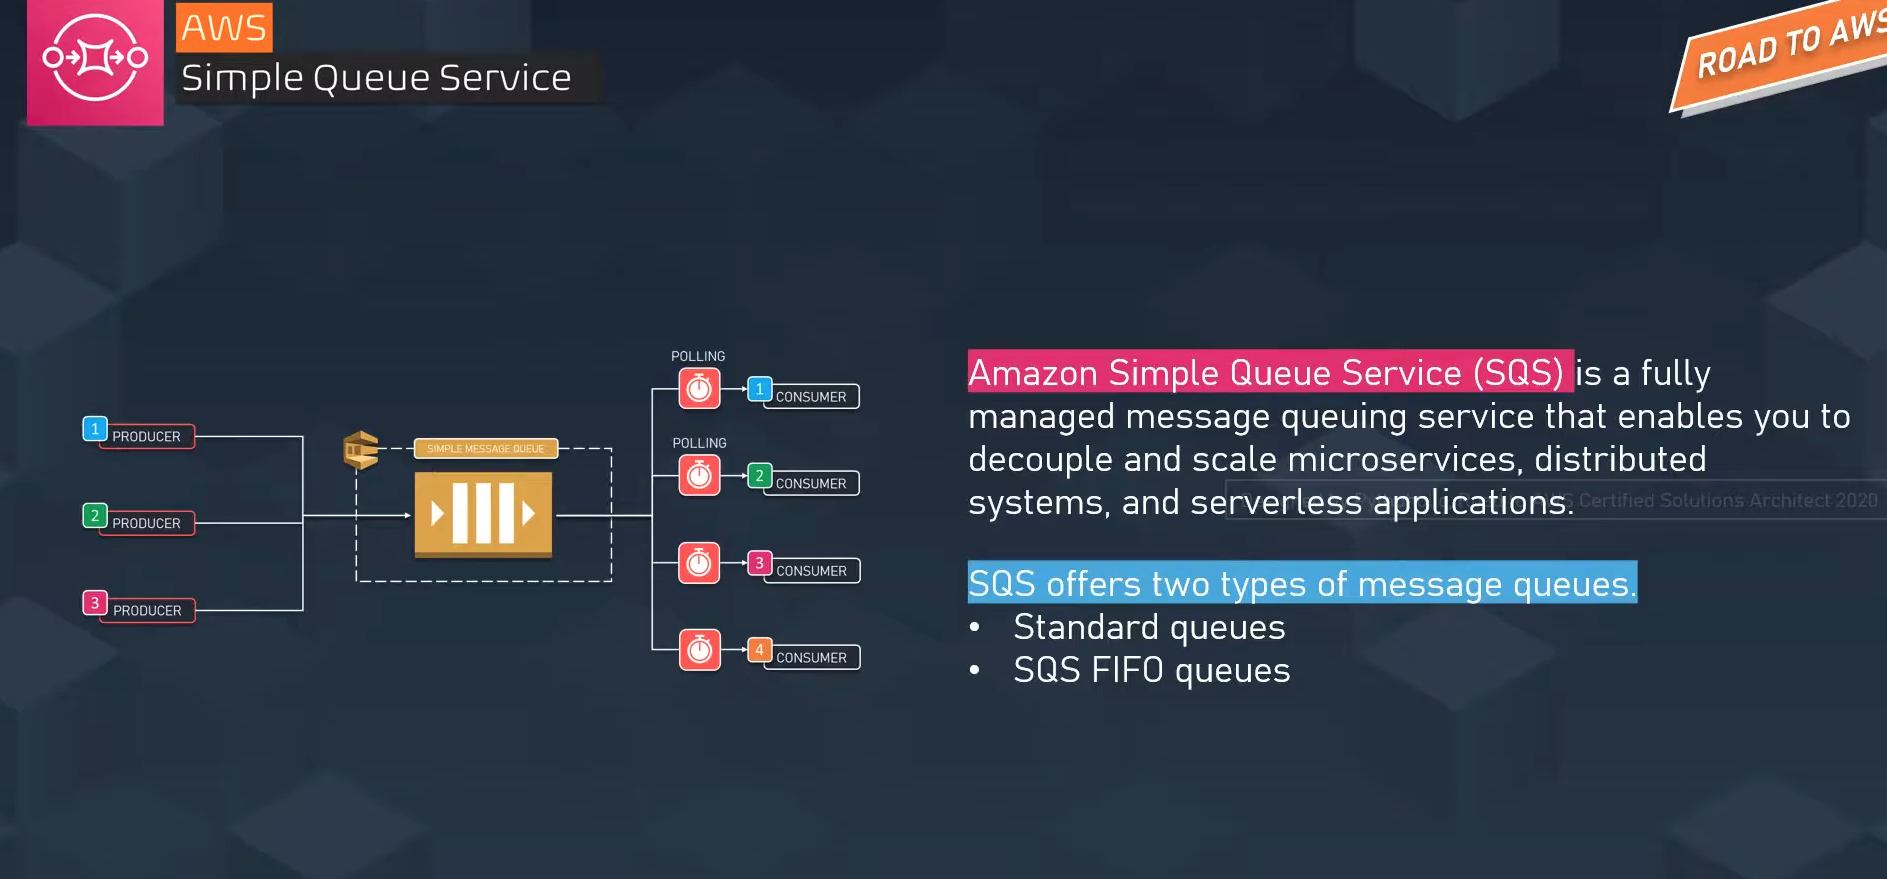 AWS
Simple Queue Service
ROAD TO AWS
POLLING
1 CONSUMER
POLLING
2 CONSUMER
3 CONSUMER
4 CONSUMER
1 PRODUCER
2 PRODUCER
3 PRODUCER
SIMPLE MESSAGE QUEUE
Amazon Simple Queue Service (SQS) is a fully
managed message queuing service that enables you to
decouple and scale microservices, distributed
systems, and serverless applications.
Certified Solutions Architect 2020
SQS offers two types of message queues.
• Standard queues
• SQS FIFO queues